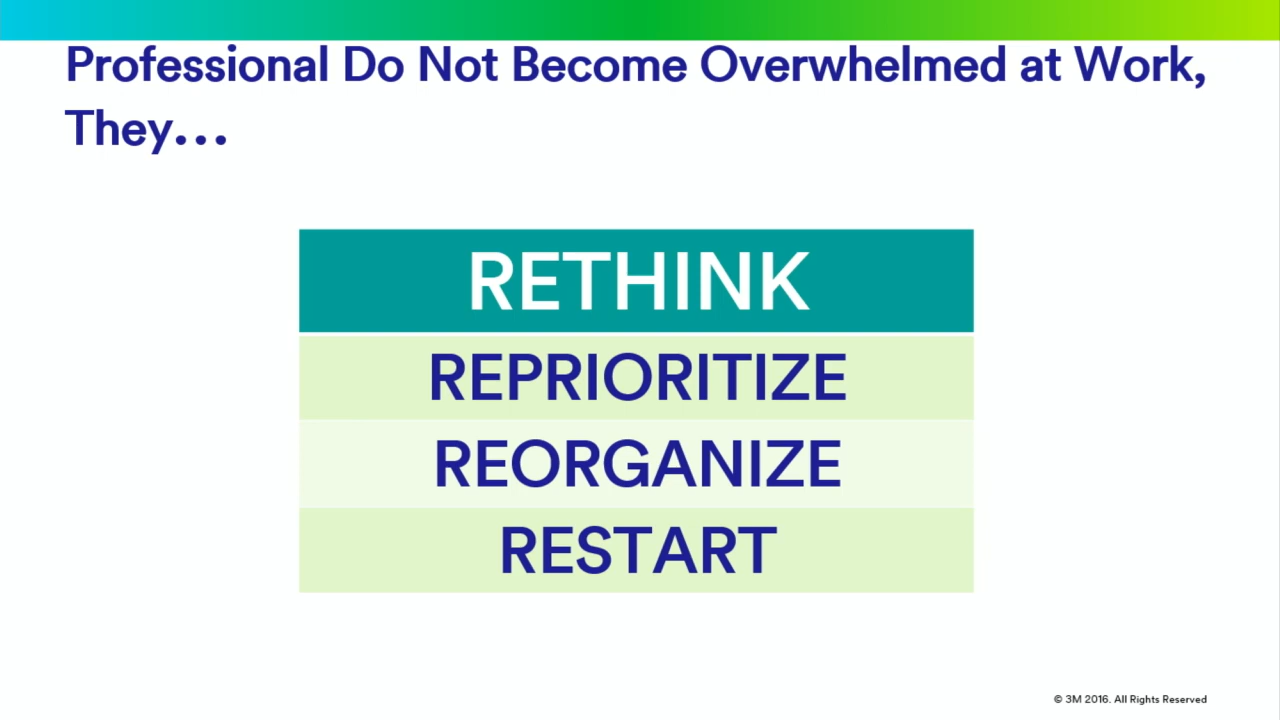 Professional Do Not Become Overwhelmed at Work,
They...
RETHINK
REPRIORITIZE
REORGANIZE
RESTART
© 3M 2016. All Rights Reserved